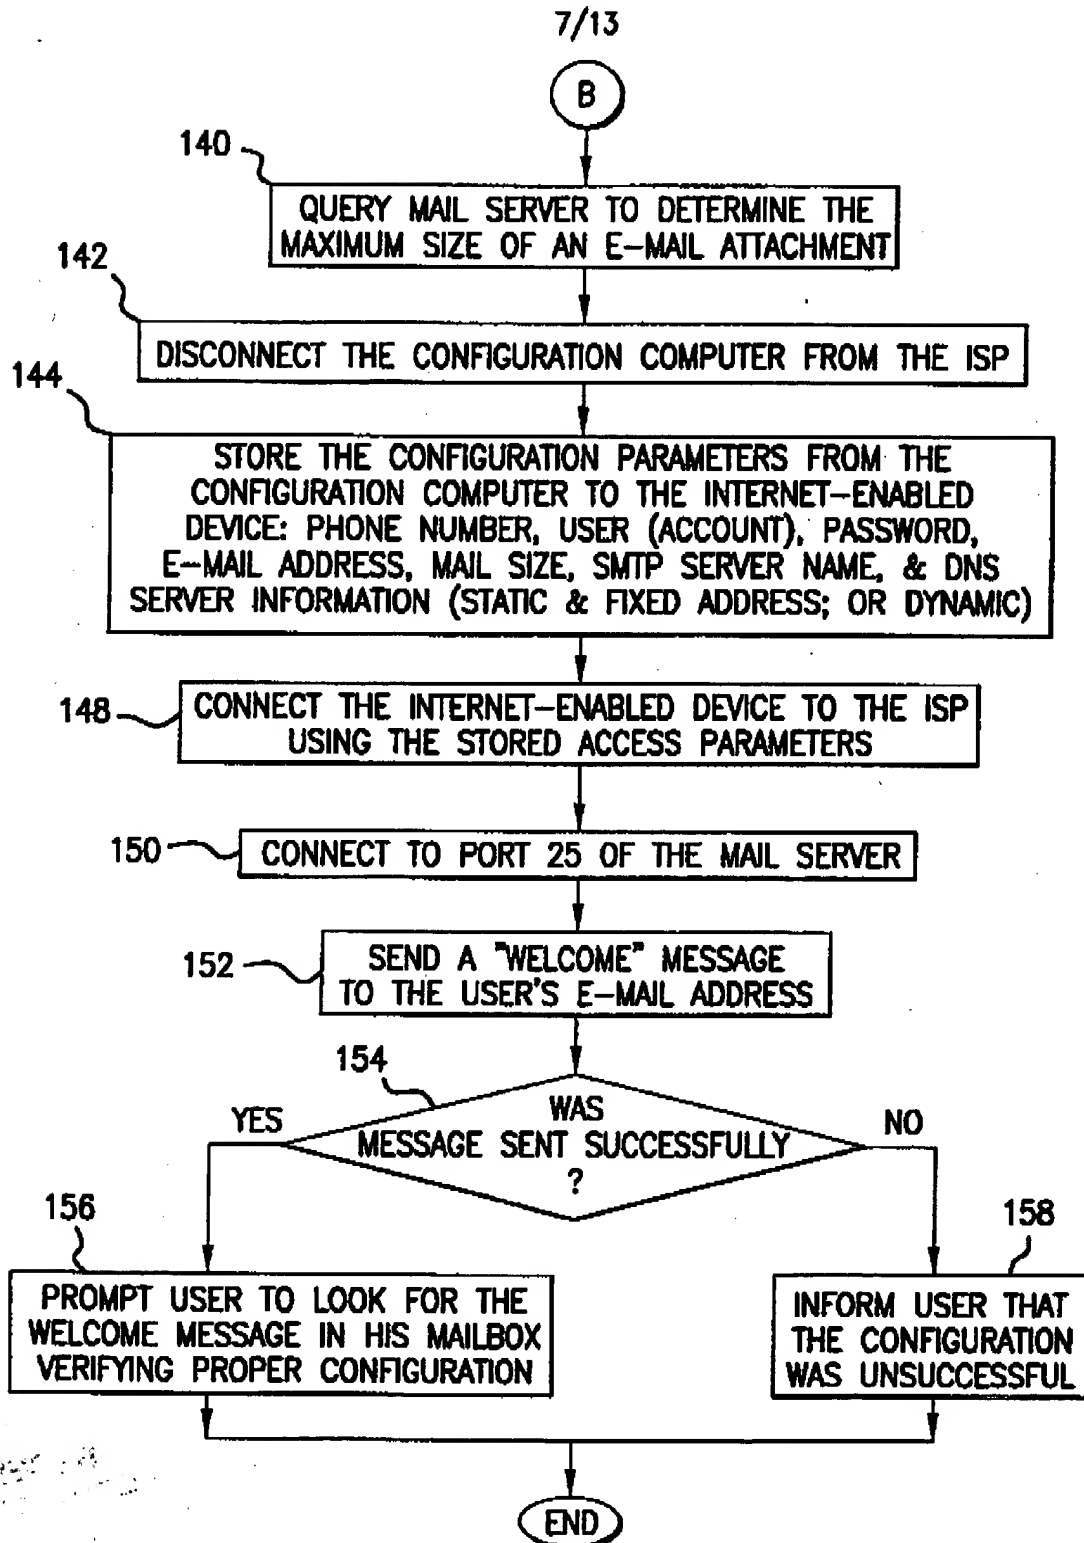 7/13
B
140
QUERY MAIL SERVER TO DETERMINE THE
MAXIMUM SIZE OF AN E-MAIL ATTACHMENT
142
DISCONNECT THE CONFIGURATION COMPUTER FROM THE ISP
144
STORE THE CONFIGURATION PARAMETERS FROM THE
CONFIGURATION COMPUTER TO THE INTERNET-ENABLED
DEVICE: PHONE NUMBER, USER (ACCOUNT), PASSWORD,
E-MAIL ADDRESS, MAIL SIZE, SMTP SERVER NAME, & DNS
SERVER INFORMATION (STATIC & FIXED ADDRESS; OR DYNAMIC)
148
CONNECT THE INTERNET-ENABLED DEVICE TO THE ISP
USING THE STORED ACCESS PARAMETERS
150
CONNECT TO PORT 25 OF THE MAIL SERVER
152
SEND A "WELCOME" MESSAGE
TO THE USER'S E-MAIL ADDRESS
154
WAS
MESSAGE SENT SUCCESSFULLY
?
YES
NO
156
PROMPT USER TO LOOK FOR THE
WELCOME MESSAGE IN HIS MAILBOX
VERIFYING PROPER CONFIGURATION
158
INFORM USER THAT
THE CONFIGURATION
WAS UNSUCCESSFUL
END